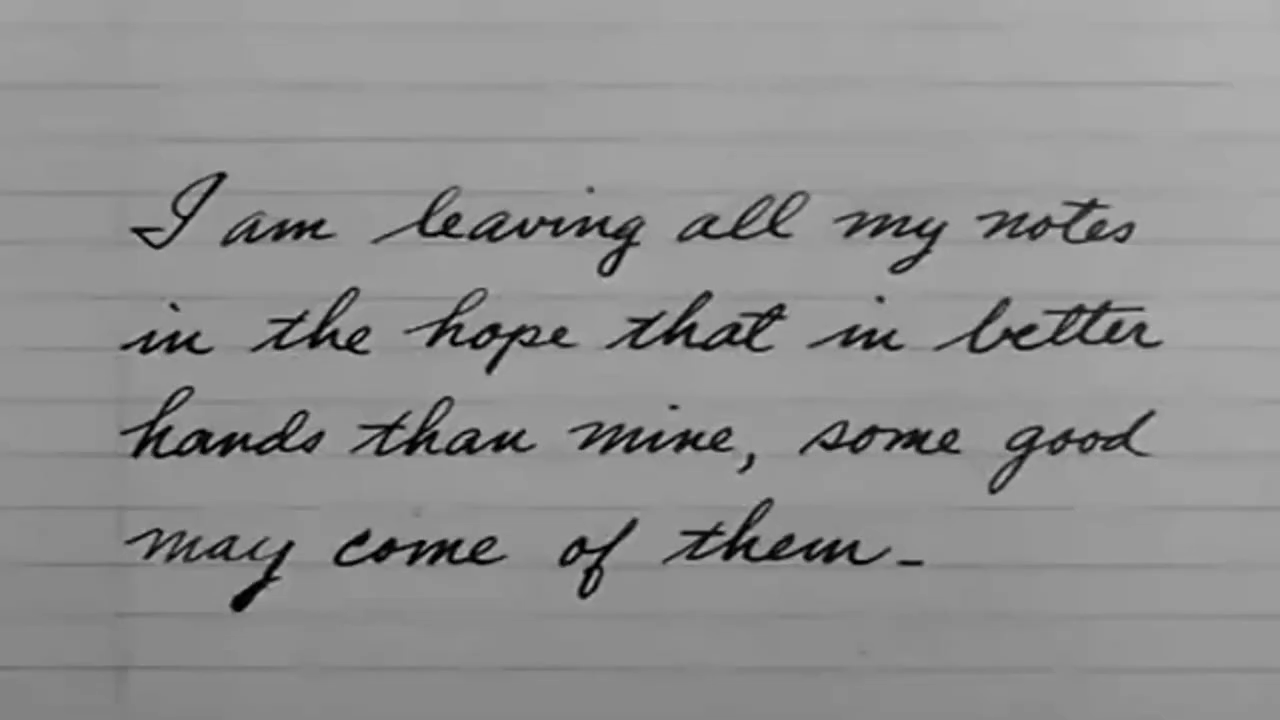 I am leaving all my notes
in the hope that in better
hands than mine, some good
may come of them-